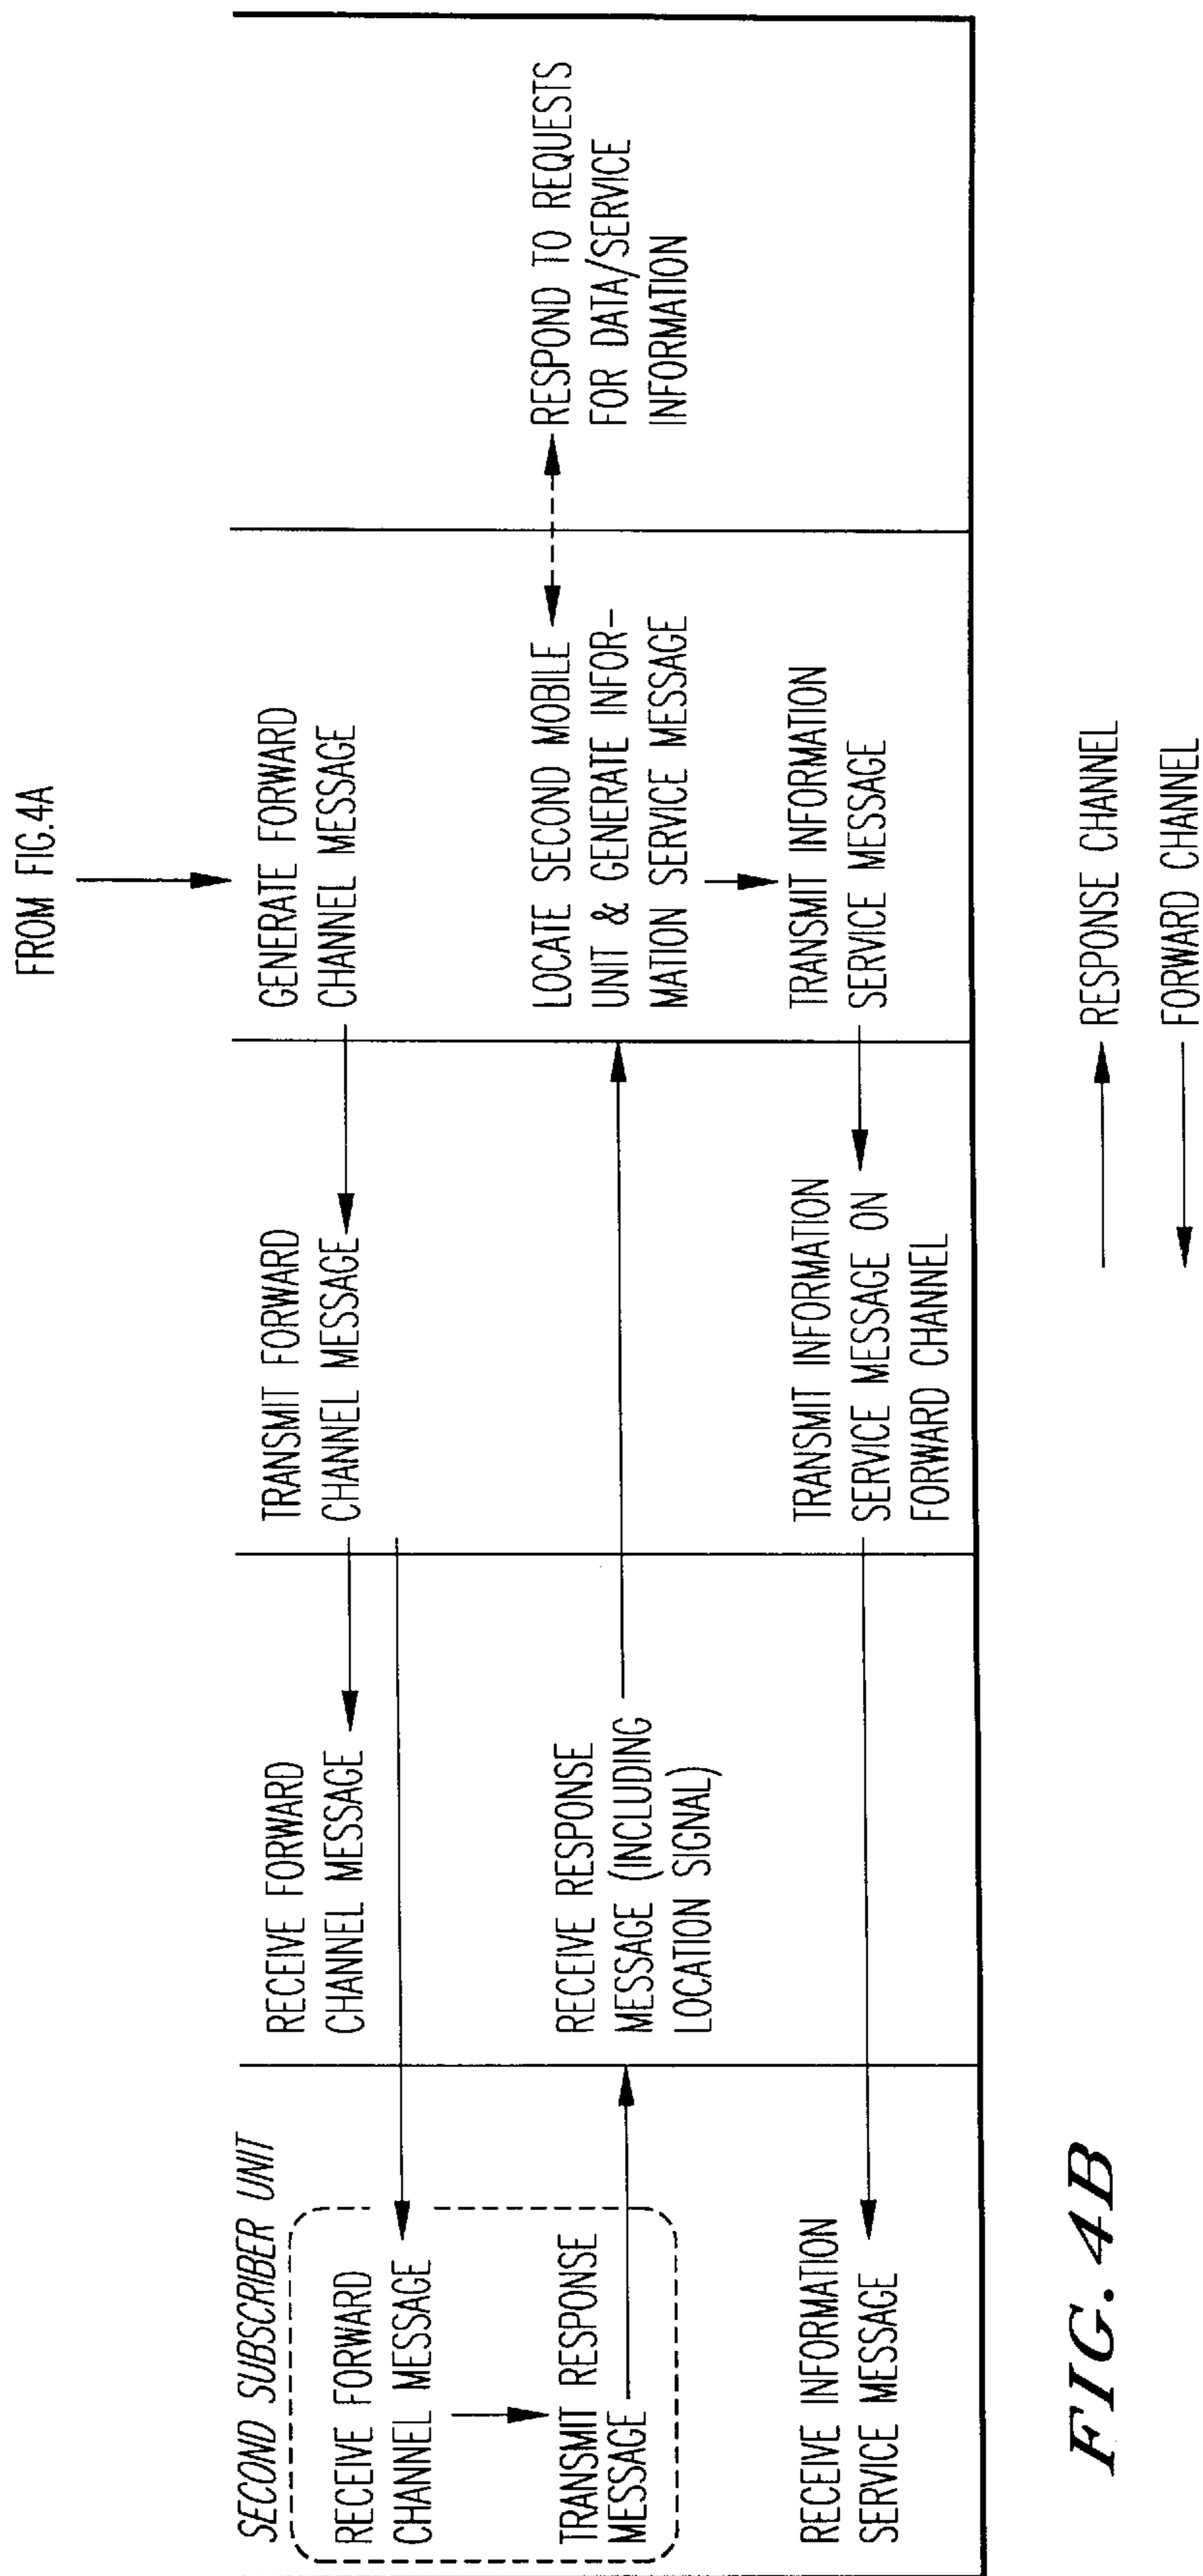 FROM FIG.4A
SECOND SUBSCRIBER UNIT
RECEIVE FORWARD
CHANNEL MESSAGE
TRANSMIT RESPONSE
MESSAGE
RECEIVE INFORMATION
SERVICE MESSAGE
RECEIVE FORWARD
CHANNEL MESSAGE
RECEIVE RESPONSE
MESSAGE (INCLUDING
LOCATION SIGNAL)
TRANSMIT FORWARD
CHANNEL MESSAGE
TRANSMIT INFORMATION
SERVICE MESSAGE ON
FORWARD CHANNEL
GENERATE FORWARD
CHANNEL MESSAGE
LOCATE SECOND MOBILE
UNIT & GENERATE INFOR-
MATION SERVICE MESSAGE
TRANSMIT INFORMATION
SERVICE MESSAGE
RESPOND TO REQUESTS
FOR DATA/SERVICE
INFORMATION
RESPONSE CHANNEL
FORWARD CHANNEL
FIG. 4B